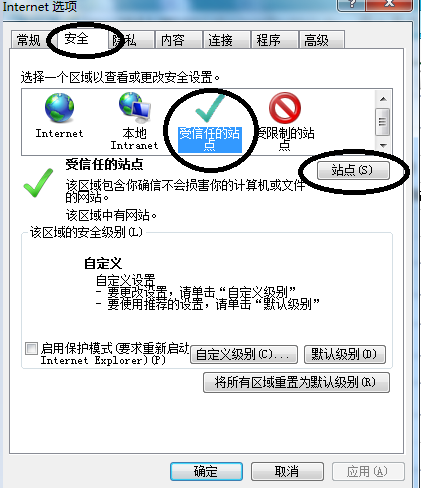 Internet 选项
常规
安全
隐私
内容
连接
程序
高级
选择一个区域以查看或更改安全设置。
Internet
本地
Intranet
受信任的站
点
受限制的站
点
受信任的站点
站点(S)
该区域包含你确信不会损害你的计算机或文件
的网站。
该区域中有网站。
该区域的安全级别(L)
自定义
自定义设置
- 要更改设置，请单击“自定义级别”
- 要使用推荐的设置，请单击“默认级别”
启用保护模式(要求重新启动
Internet Explorer)(P)
自定义级别(C)...
默认级别(D)
将所有区域重置为默认级别(R)
确定
取消
应用(A)